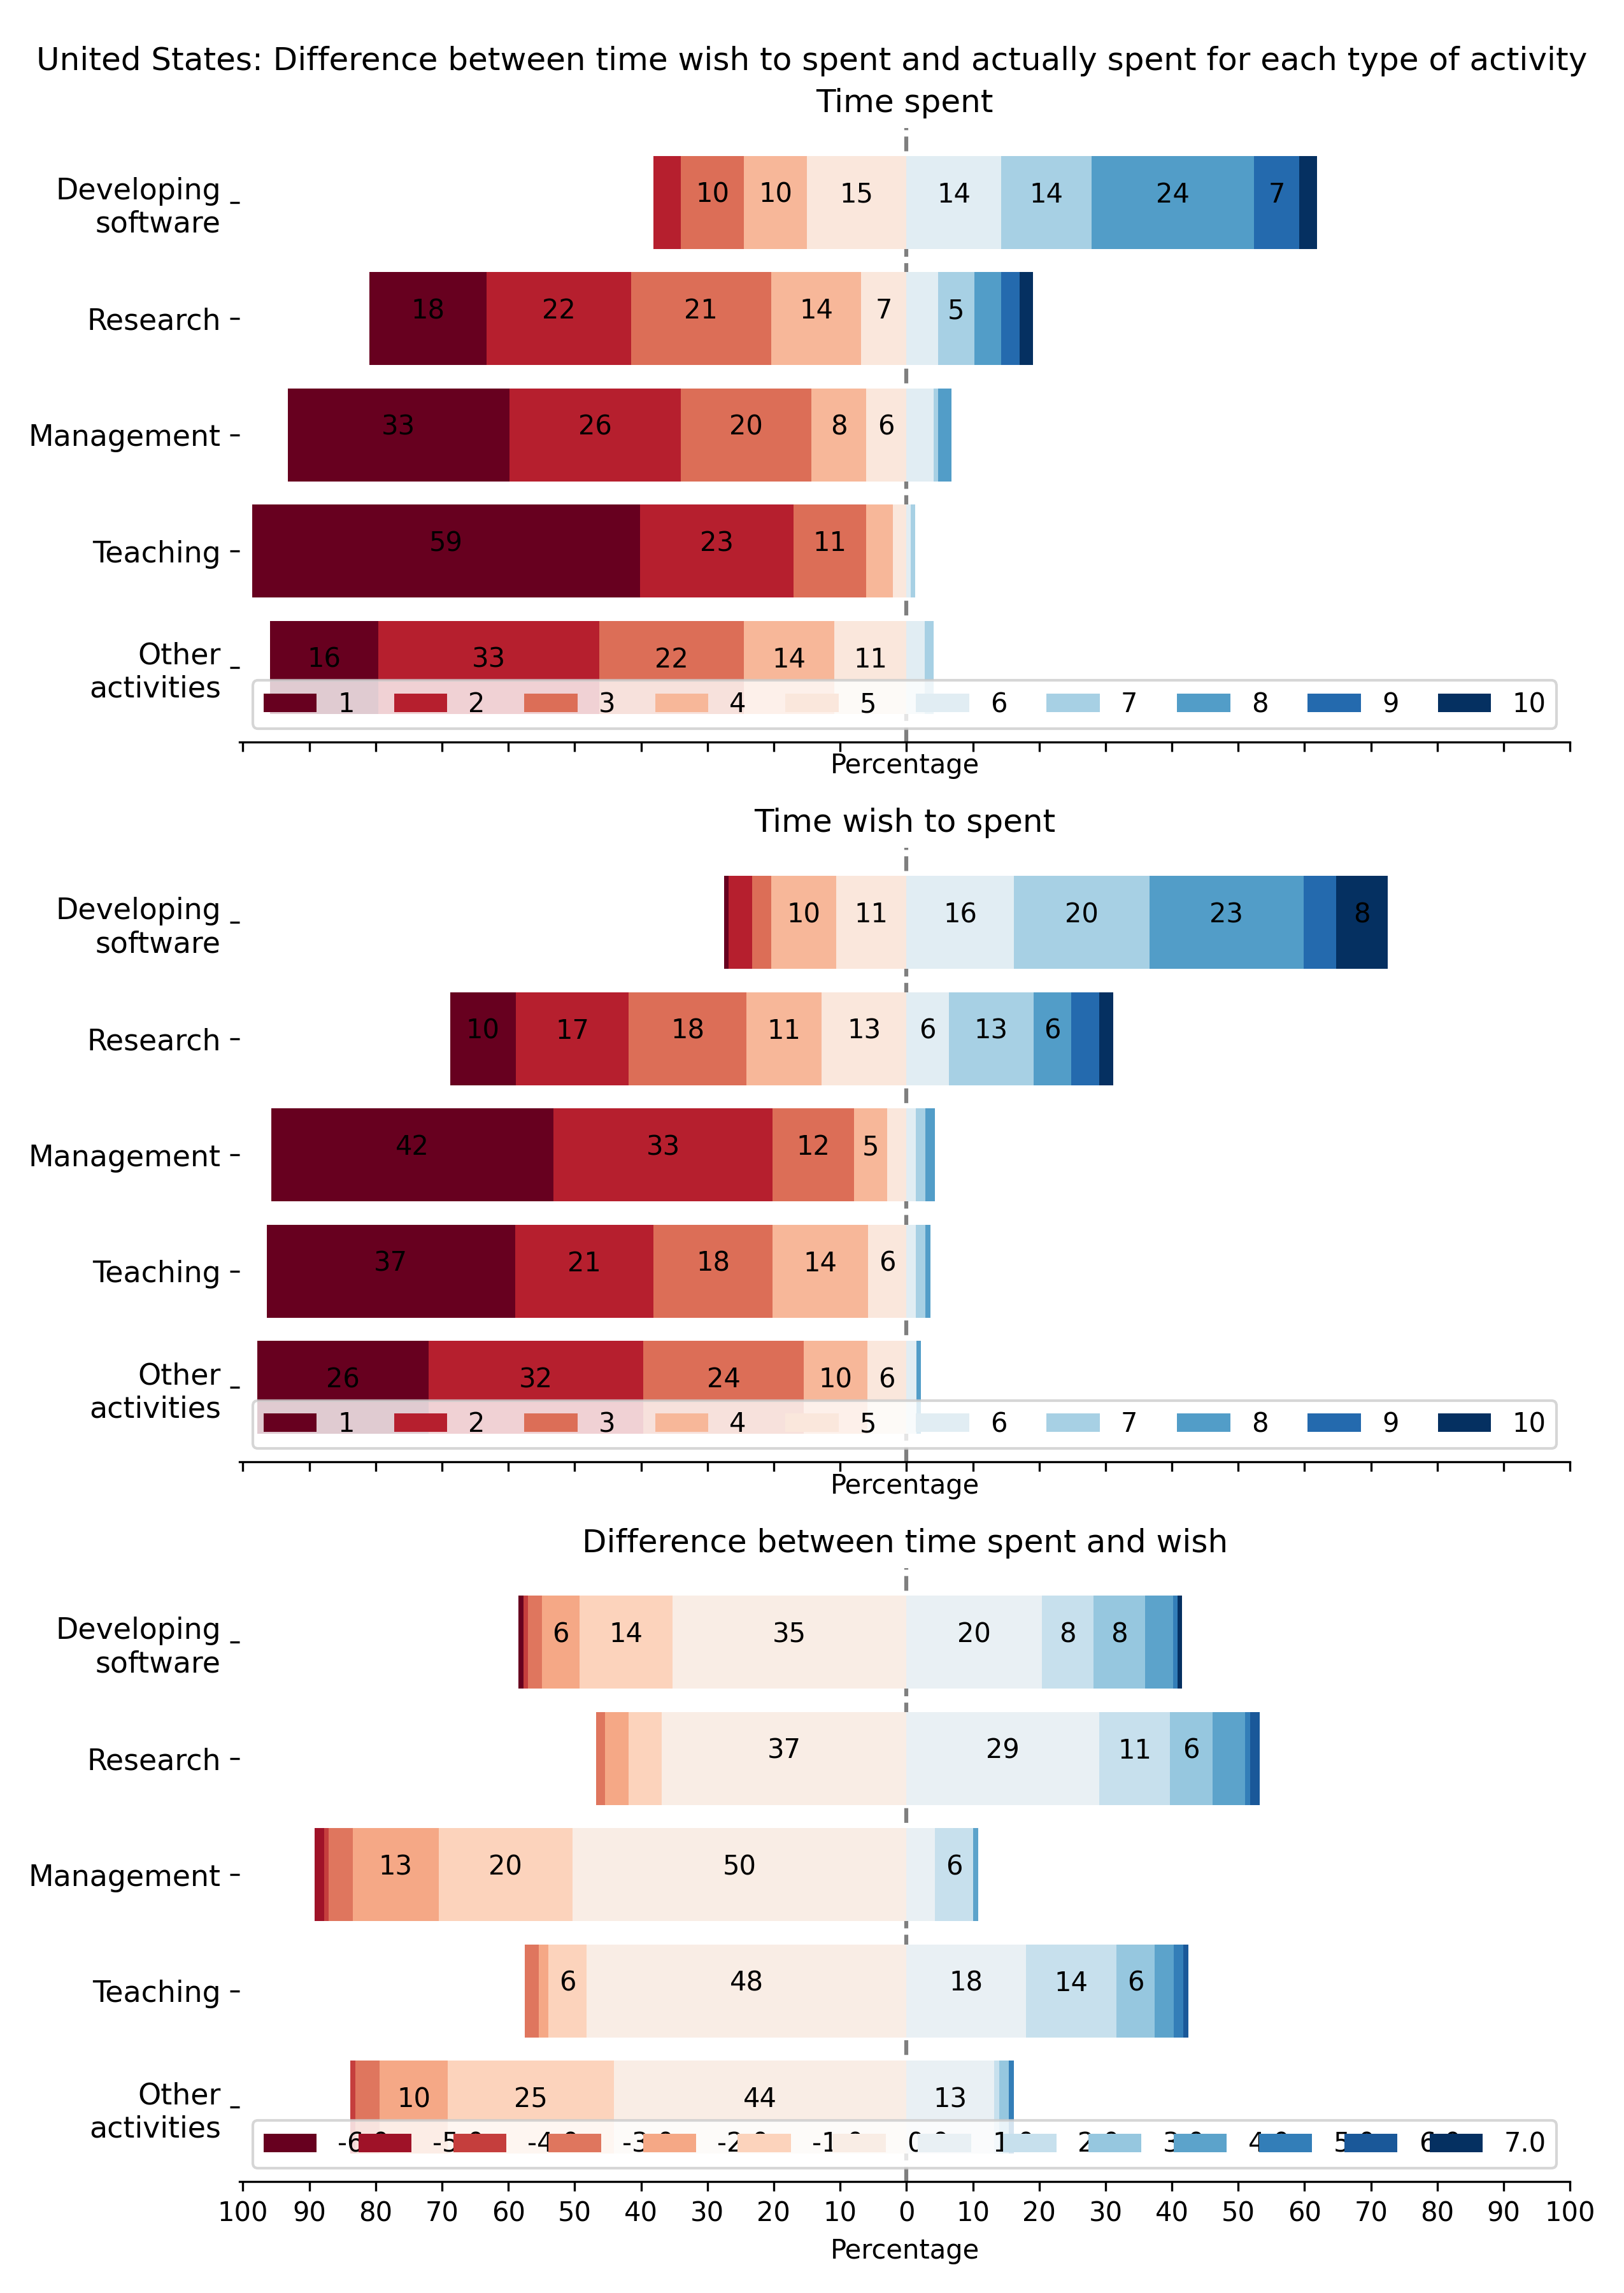 United States: Difference between time wish to spent and actually spent for each type of activity
Time spent
Developing
software
10 10 15 14 14 24 7
Research
18 22 21 14 7 5
Management
33 26 20 8 6
Teaching
59 23 11
Other
activities
16 33 22 14 11
1 2 3 4 5 6 7 8 9 10
Percentage
Time wish to spent
Developing
software
10 11 16 20 23 8
Research
10 17 18 11 13 6 13 6
Management
42 33 12 5
Teaching
37 21 18 14 6
Other
activities
26 32 24 10 6
1 2 3 4 5 6 7 8 9 10
Percentage
Difference between time spent and wish
Developing
software
6 14 35 20 8 8
Research
37 29 11 6
Management
13 20 50 6
Teaching
6 48 18 14 6
Other
activities
10 25 44 13
7.0
100 90 80 70 60 50 40 30 20 10 0 10 20 30 40 50 60 70 80 90 100
Percentage